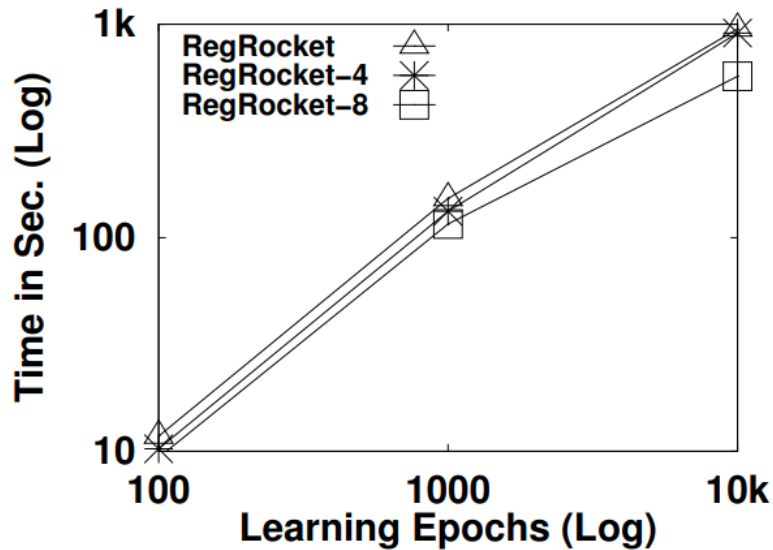 1k
RegRocket
RegRocket-4
RegRocket-8
Time in Sec. (Log)
100
10
100 1000 10k
Learning Epochs (Log)